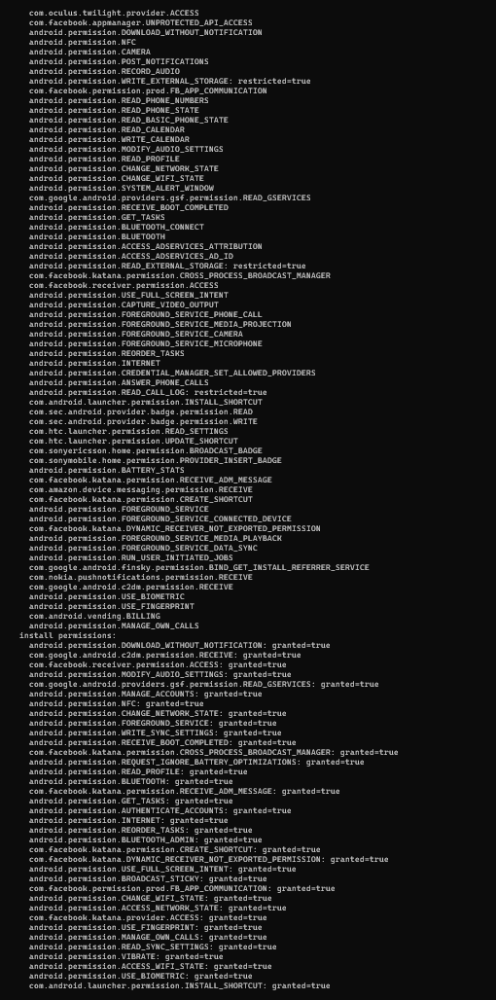 com.oculus.twilight.provider.ACCESS
com.facebook.appmanager.UNPROTECTED_API_ACCESS
android.permission.DOWNLOAD_WITHOUT_NOTIFICATION
android.permission.NFC
android.permission.CAMERA
android.permission.POST_NOTIFICATIONS
android.permission.RECORD_AUDIO
android.permission.WRITE_EXTERNAL_STORAGE: restricted=true
com.facebook.permission.prod.FB_APP_COMMUNICATION
android.permission.READ_PHONE_NUMBERS
android.permission.READ_PHONE_STATE
android.permission.READ_BASIC_PHONE_STATE
android.permission.READ_CALENDAR
android.permission.WRITE_CALENDAR
android.permission.MODIFY_AUDIO_SETTINGS
android.permission.READ_PROFILE
android.permission.CHANGE_NETWORK_STATE
android.permission.CHANGE_WIFI_STATE
android.permission.SYSTEM_ALERT_WINDOW
com.google.android.providers.gsf.permission.READ_GSERVICES
android.permission.RECEIVE_BOOT_COMPLETED
android.permission.GET_TASKS
android.permission.BLUETOOTH_CONNECT
android.permission.BLUETOOTH
android.permission.ACCESS_ADSERVICES_ATTRIBUTION
android.permission.ACCESS_ADSERVICES_AD_ID
android.permission.READ_EXTERNAL_STORAGE: restricted=true
com.facebook.katana.permission.CROSS_PROCESS_BROADCAST_MANAGER
com.facebook.receiver.permission.ACCESS
android.permission.USE_FULL_SCREEN_INTENT
android.permission.CAPTURE_VIDEO_OUTPUT
android.permission.FOREGROUND_SERVICE_PHONE_CALL
android.permission.FOREGROUND_SERVICE_MEDIA_PROJECTION
android.permission.FOREGROUND_SERVICE_CAMERA
android.permission.FOREGROUND_SERVICE_MICROPHONE
android.permission.REORDER_TASKS
android.permission.INTERNET
android.permission.CREDENTIAL_MANAGER_SET_ALLOWED_PROVIDERS
android.permission.ANSWER_PHONE_CALLS
android.permission.READ_CALL_LOG: restricted=true
com.android.launcher.permission.INSTALL_SHORTCUT
com.sec.android.provider.badge.permission.READ
com.sec.android.provider.badge.permission.WRITE
com.htc.launcher.permission.READ_SETTINGS
com.htc.launcher.permission.UPDATE_SHORTCUT
com.sonyericsson.home.permission.BROADCAST_BADGE
com.sonymobile.home.permission.PROVIDER_INSERT_BADGE
android.permission.BATTERY_STATS
com.facebook.katana.permission.RECEIVE_ADM_MESSAGE
com.amazon.device.messaging.permission.RECEIVE
com.facebook.katana.permission.CREATE_SHORTCUT
android.permission.FOREGROUND_SERVICE
android.permission.FOREGROUND_SERVICE_CONNECTED_DEVICE
com.facebook.katana.DYNAMIC_RECEIVER_NOT_EXPORTED_PERMISSION
android.permission.FOREGROUND_SERVICE_MEDIA_PLAYBACK
android.permission.FOREGROUND_SERVICE_DATA_SYNC
android.permission.RUN_USER_INITIATED_JOBS
com.google.android.finsky.permission.BIND_GET_INSTALL_REFERRER_SERVICE
com.nokia.pushnotifications.permission.RECEIVE
com.google.android.c2dm.permission.RECEIVE
android.permission.USE_BIOMETRIC
android.permission.USE_FINGERPRINT
com.android.vending.BILLING
android.permission.MANAGE_OWN_CALLS
install permissions:
android.permission.DOWNLOAD_WITHOUT_NOTIFICATION: granted=true
com.google.android.c2dm.permission.RECEIVE: granted=true
com.facebook.receiver.permission.ACCESS: granted=true
android.permission.MODIFY_AUDIO_SETTINGS: granted=true
com.google.android.providers.gsf.permission.READ_GSERVICES: granted=true
android.permission.MANAGE_ACCOUNTS: granted=true
android.permission.NFC: granted=true
android.permission.CHANGE_NETWORK_STATE: granted=true
android.permission.FOREGROUND_SERVICE: granted=true
android.permission.WRITE_SYNC_SETTINGS: granted=true
android.permission.RECEIVE_BOOT_COMPLETED: granted=true
com.facebook.katana.permission.CROSS_PROCESS_BROADCAST_MANAGER: granted=true
android.permission.REQUEST_IGNORE_BATTERY_OPTIMIZATIONS: granted=true
android.permission.READ_PROFILE: granted=true
android.permission.BLUETOOTH: granted=true
com.facebook.katana.permission.RECEIVE_ADM_MESSAGE: granted=true
android.permission.GET_TASKS: granted=true
android.permission.AUTHENTICATE_ACCOUNTS: granted=true
android.permission.INTERNET: granted=true
android.permission.REORDER_TASKS: granted=true
android.permission.BLUETOOTH_ADMIN: granted=true
com.facebook.katana.permission.CREATE_SHORTCUT: granted=true
com.facebook.katana.DYNAMIC_RECEIVER_NOT_EXPORTED_PERMISSION: granted=true
android.permission.USE_FULL_SCREEN_INTENT: granted=true
android.permission.BROADCAST_STICKY: granted=true
com.facebook.permission.prod.FB_APP_COMMUNICATION: granted=true
android.permission.CHANGE_WIFI_STATE: granted=true
android.permission.ACCESS_NETWORK_STATE: granted=true
com.facebook.katana.provider.ACCESS: granted=true
android.permission.USE_FINGERPRINT: granted=true
android.permission.MANAGE_OWN_CALLS: granted=true
android.permission.READ_SYNC_SETTINGS: granted=true
android.permission.VIBRATE: granted=true
android.permission.ACCESS_WIFI_STATE: granted=true
android.permission.USE_BIOMETRIC: granted=true
com.android.launcher.permission.INSTALL_SHORTCUT: granted=true